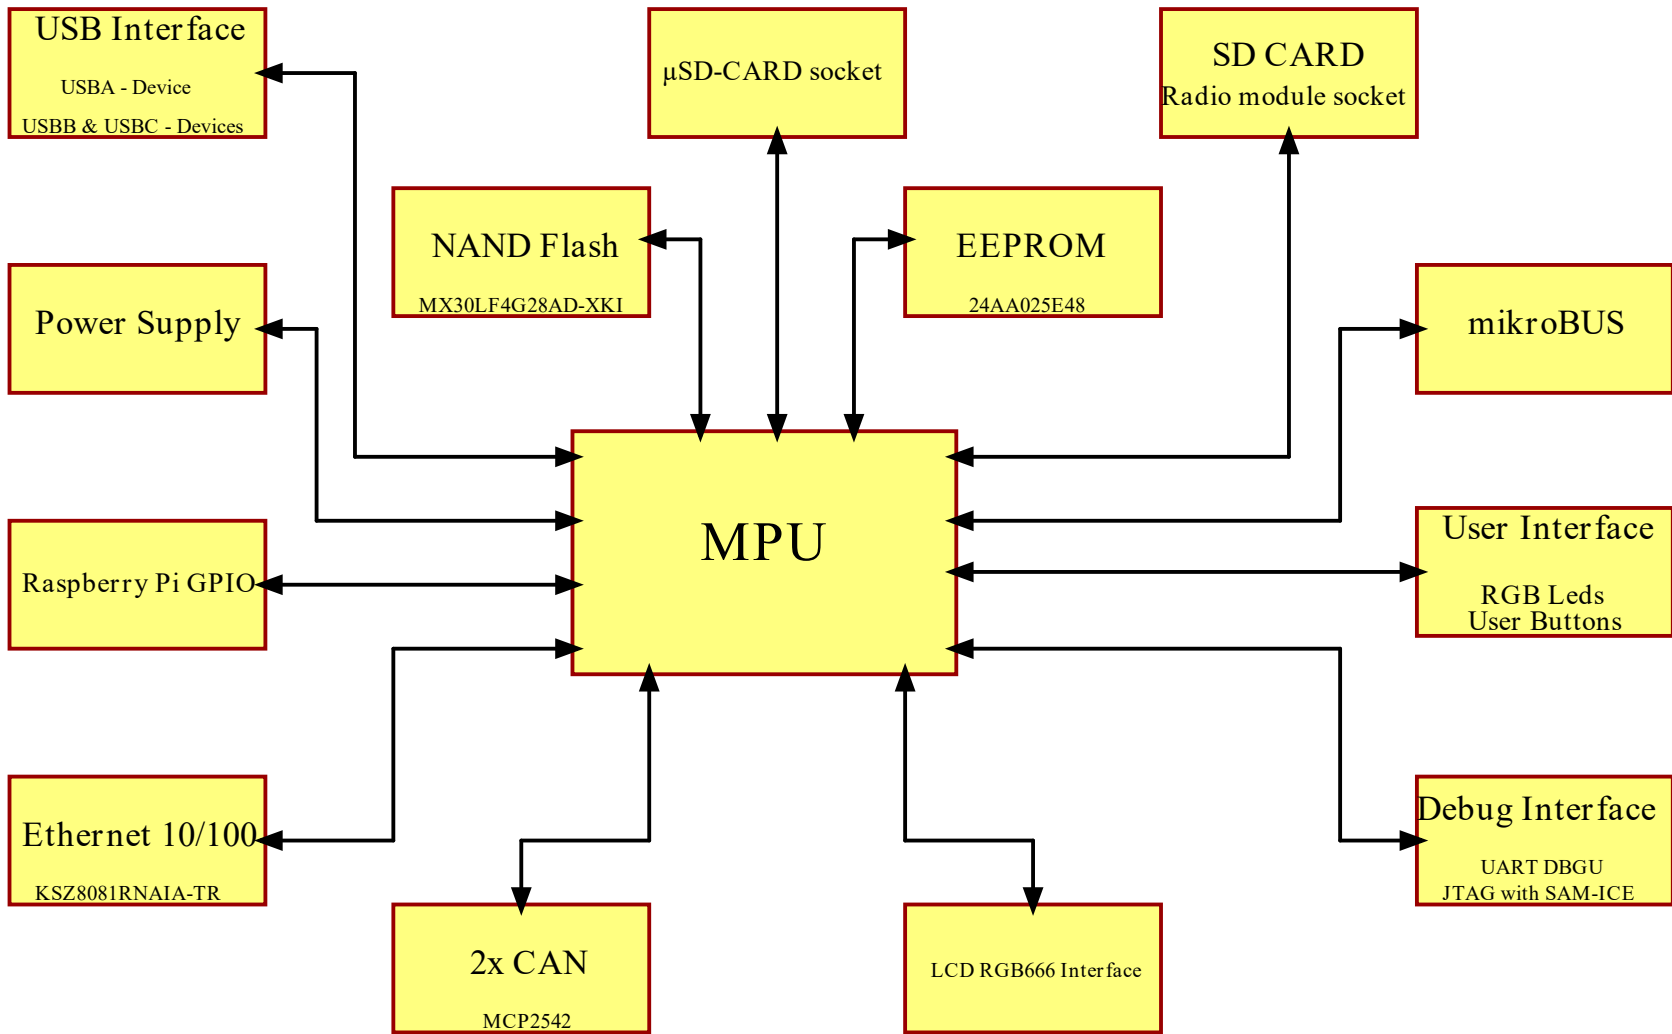 USB Interface
USBA - Device
USBB & USBC - Devices
µSD-CARD socket
SD CARD
Radio module socket
NAND Flash
MX30LF4G28AD-XKI
EEPROM
24AA025E48
Power Supply
mikroBUS
MPU
Raspberry Pi GPIO
User Interface
RGB Leds
User Buttons
Ethernet 10/100
KSZ8081RNAIA-TR
Debug Interface
UART DBGU
JTAG with SAM-ICE
2x CAN
MCP2542
LCD RGB666 Interface